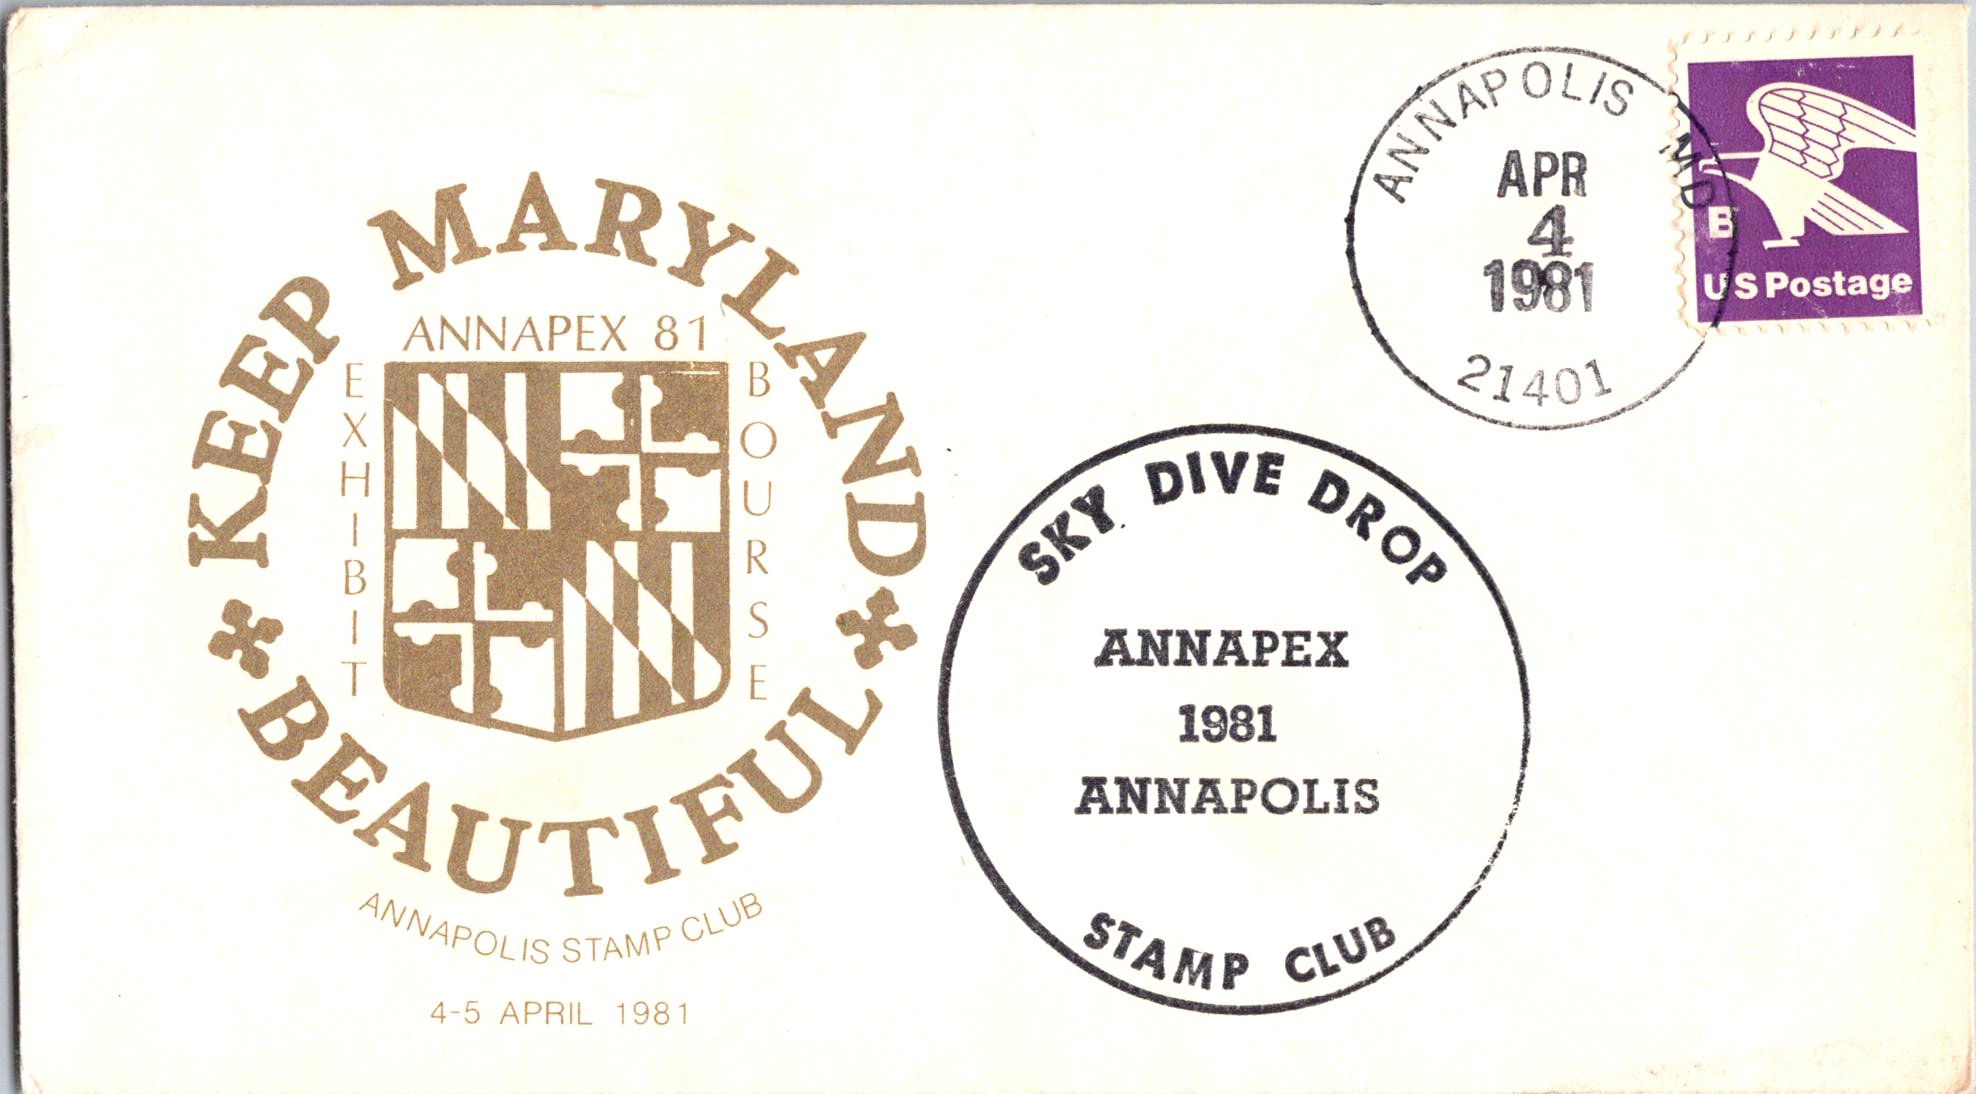 KEEP MARYLAND
BEAUTIFUL
ANNAPEX 81
EXHIBIT
BOURSE
ANNAPOLIS STAMP CLUB
4-5 APRIL 1981
SKY DIVE DROP
ANNAPEX
1981
ANNAPOLIS
STAMP CLUB
ANNAPOLIS MD
APR
4
1981
21401
B
US Postage